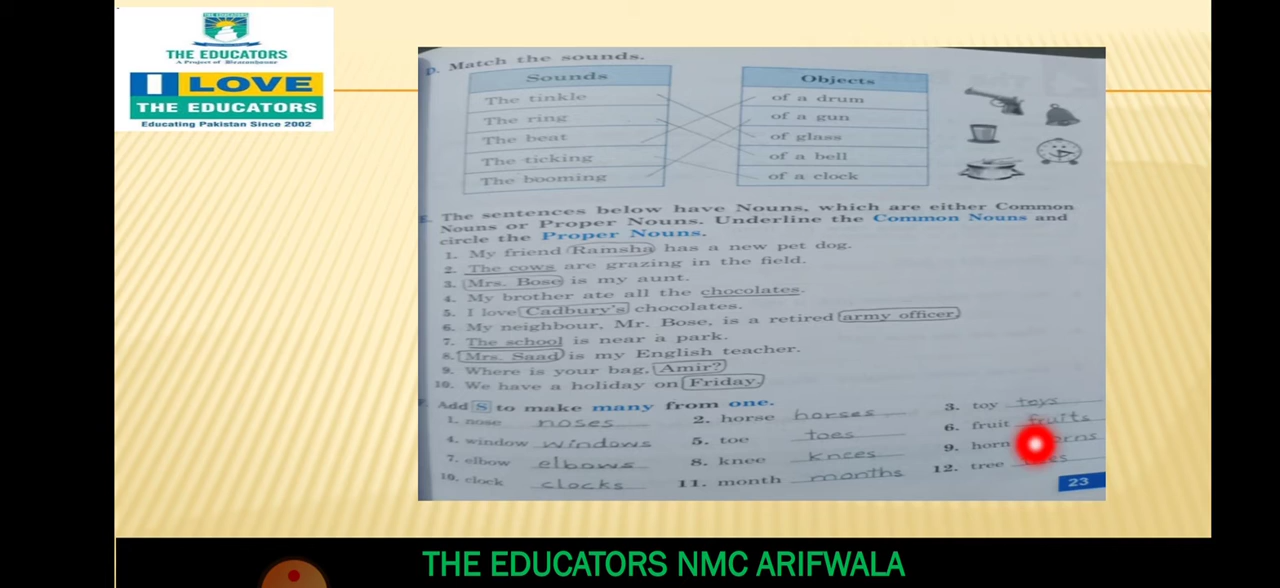 THE EDUCATORS
A Project of Beaconhouse
I LOVE
THE EDUCATORS
Educating Pakistan Since 2002
D. Match the sounds.
Sounds
The tinkle
The ring
The beat
The ticking
The booming
Objects
of a drum
of a gun
of glass
of a bell
of a clock
E. The sentences below have Nouns, which are either Common
Nouns or Proper Nouns. Underline the Common Nouns and
circle the Proper Nouns.
1. My friend Ramsha has a new pet dog.
2. The cows are grazing in the field.
3. Mrs. Bose is my aunt.
4. My brother ate all the chocolates.
5. I love Cadbury's chocolates.
6. My neighbour, Mr. Bose, is a retired army officer.
7. The school is near a park.
8. Mrs. Saad is my English teacher.
9. Where is your bag, Amir?
10. We have a holiday on Friday.
F. Add S to make many from one.
1. nose noses 2. horse horses 3. toy toys
4. window windows 5. toe toes 6. fruit fruits
7. elbow elbows 8. knee knees 9. horn
10. clock clocks 11. month months 12. tree
23
THE EDUCATORS NMC ARIFWALA